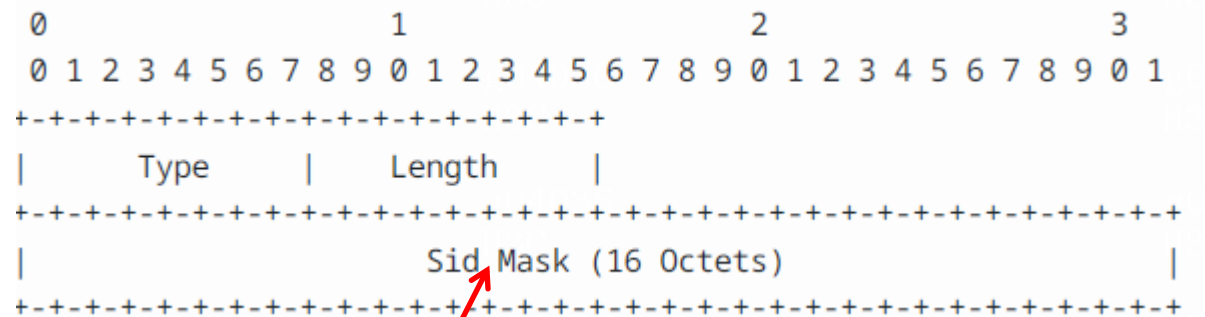 0                   1                   2                   3
0 1 2 3 4 5 6 7 8 9 0 1 2 3 4 5 6 7 8 9 0 1 2 3 4 5 6 7 8 9 0 1
+-+-+-+-+-+-+-+-+-+-+-+-+-+-+-+-+
|      Type     |    Length     |
+-+-+-+-+-+-+-+-+-+-+-+-+-+-+-+-+-+-+-+-+-+-+-+-+-+-+-+-+-+-+-+-+
|                      Sid Mask (16 Octets)                     |
+-+-+-+-+-+-+-+-+-+-+-+-+-+-+-+-+-+-+-+-+-+-+-+-+-+-+-+-+-+-+-+-+